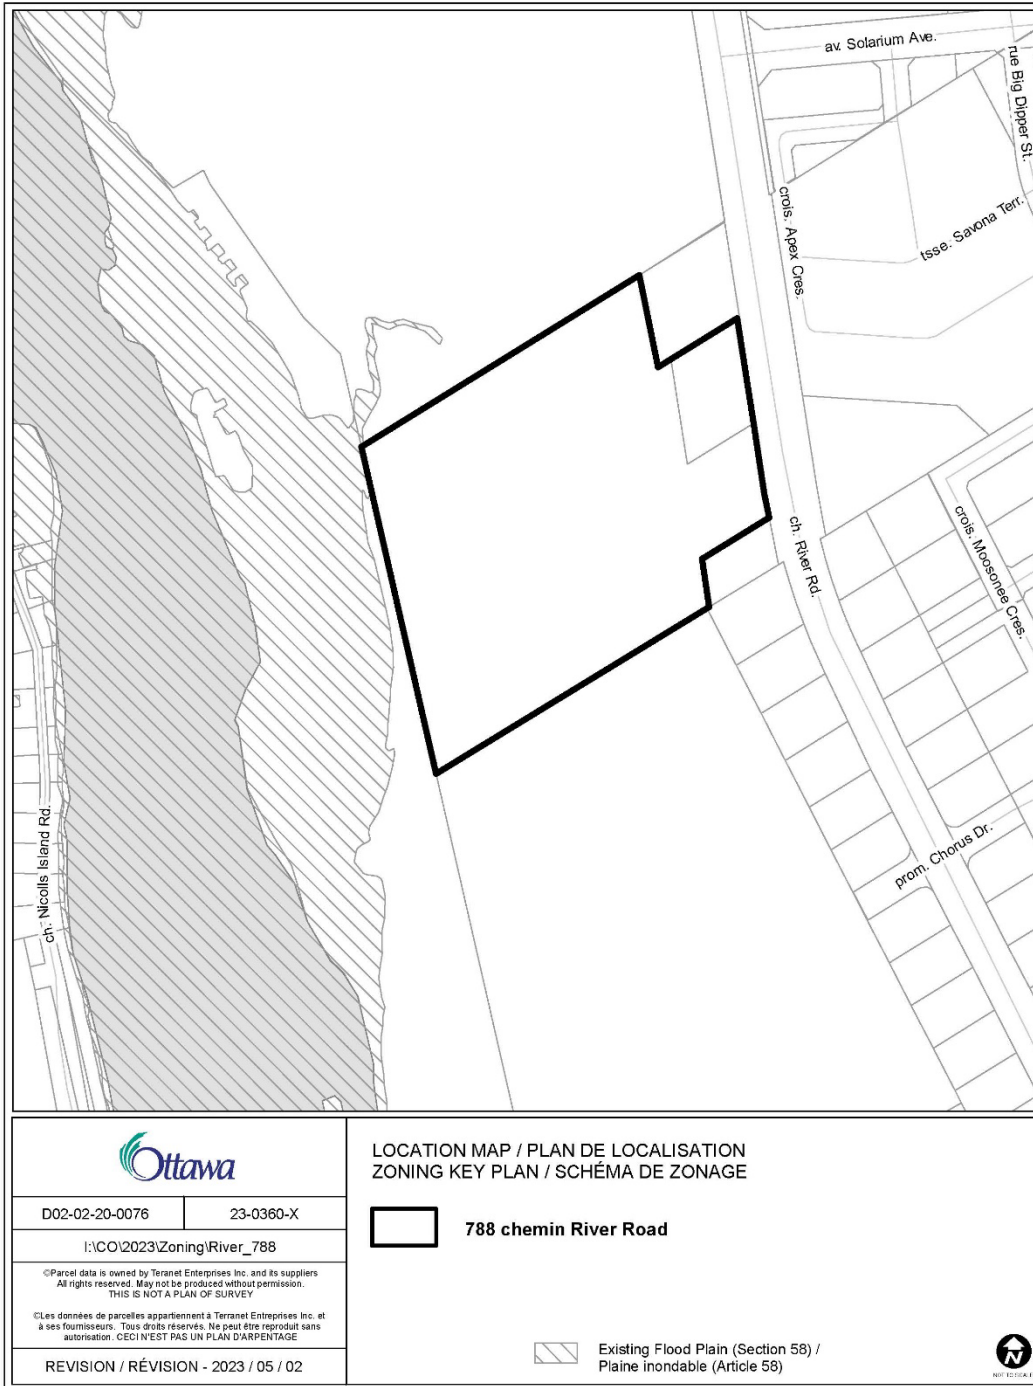 av. Solarium Ave.
rue Big Dipper St.
crois. Apex Cres.
tsse. Savona Terr.
ch. River Rd.
crois. Moosonee Cres.
prom. Chorus Dr.
ch. Nicolls Island Rd.
Ottawa
D02-02-20-0076
23-0360-X
I:\CO\2023\Zoning\River_788
©Parcel data is owned by Teranet Enterprises Inc. and its suppliers
All rights reserved. May not be produced without permission.
THIS IS NOT A PLAN OF SURVEY
©Les données de parcelles appartiennent à Terranet Entreprises Inc. et
à ses fournisseurs. Tous droits réservés. Ne peut être reproduit sans
autorisation. CECI N'EST PAS UN PLAN D'ARPENTAGE
REVISION / RÉVISION - 2023 / 05 / 02
LOCATION MAP / PLAN DE LOCALISATION
ZONING KEY PLAN / SCHÉMA DE ZONAGE
788 chemin River Road
Existing Flood Plain (Section 58) /
Plaine inondable (Article 58)
N
NOT TO SCALE